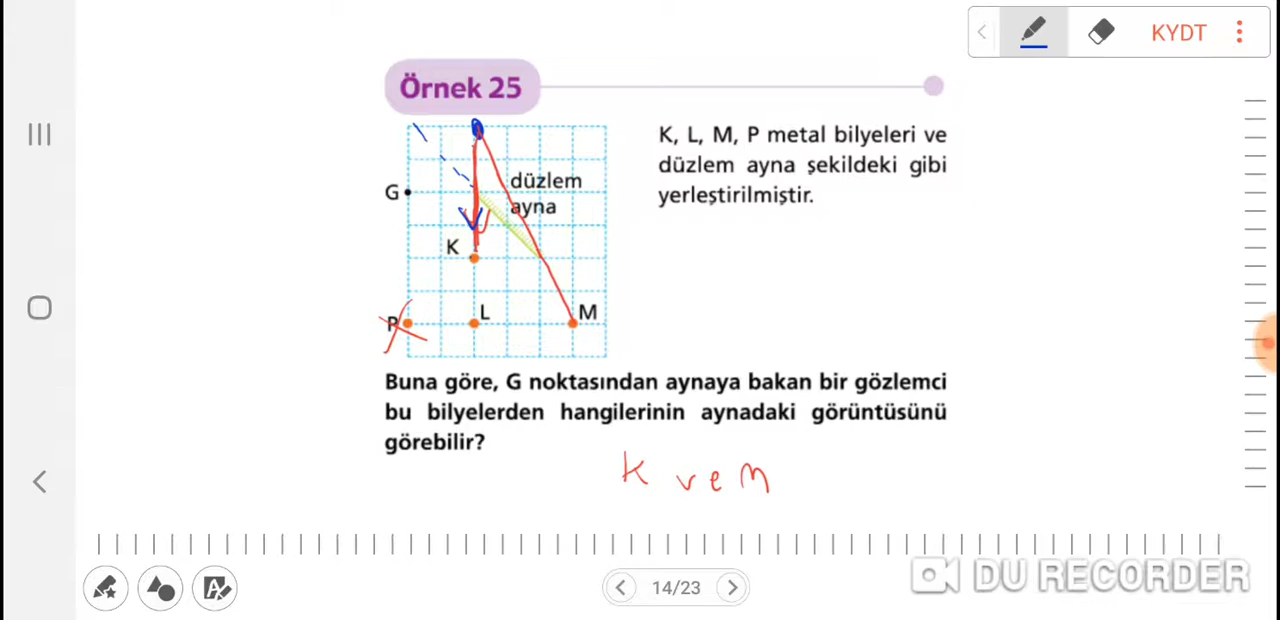 KYDT
Örnek 25
K, L, M, P metal bilyeleri ve
düzlem ayna şekildeki gibi
yerleştirilmiştir.
G
düzlem
ayna
K
P
L
M
Buna göre, G noktasından aynaya bakan bir gözlemci
bu bilyelerden hangilerinin aynadaki görüntüsünü
görebilir?
K ve M
14/23
DU RECORDER